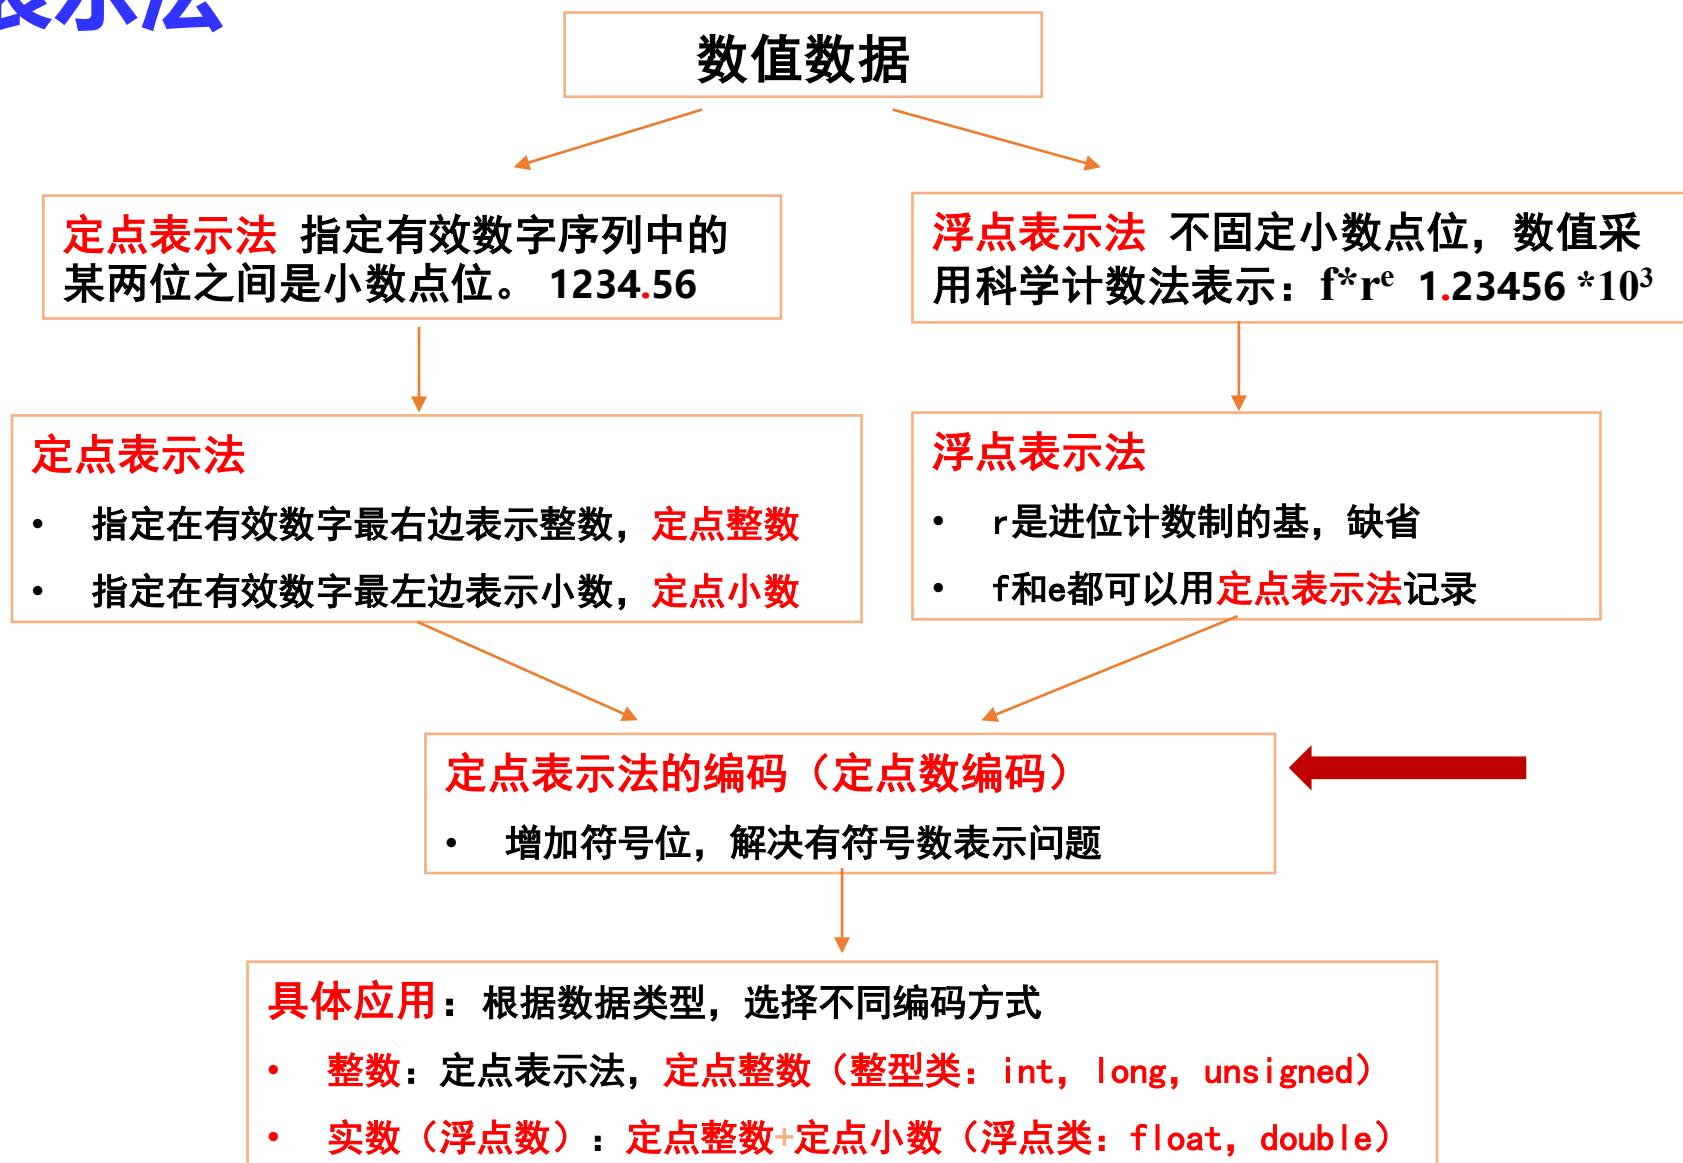 表示法
数值数据
定点表示法 指定有效数字序列中的
某两位之间是小数点位。 1234.56
浮点表示法 不固定小数点位，数值采
用科学计数法表示：f*rᵉ 1.23456 *10³
定点表示法
• 指定在有效数字最右边表示整数，定点整数
• 指定在有效数字最左边表示小数，定点小数
浮点表示法
• r是进位计数制的基，缺省
• f和e都可以用定点表示法记录
定点表示法的编码（定点数编码）
• 增加符号位，解决有符号数表示问题
具体应用：根据数据类型，选择不同编码方式
• 整数：定点表示法，定点整数（整型类：int，long，unsigned）
• 实数（浮点数）：定点整数+定点小数（浮点类：float，double）